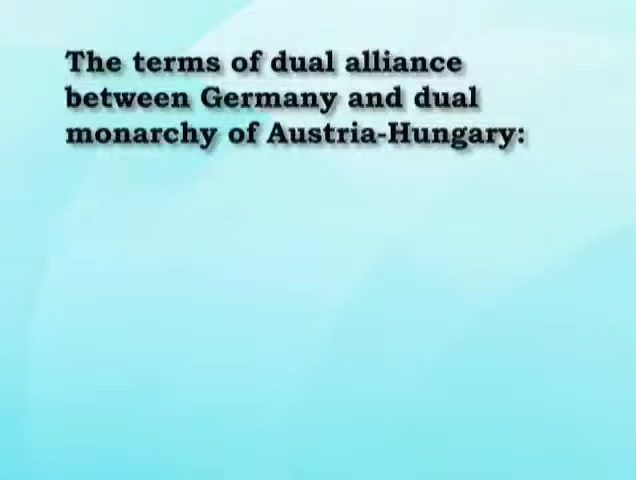 The terms of dual alliance
between Germany and dual
monarchy of Austria-Hungary: